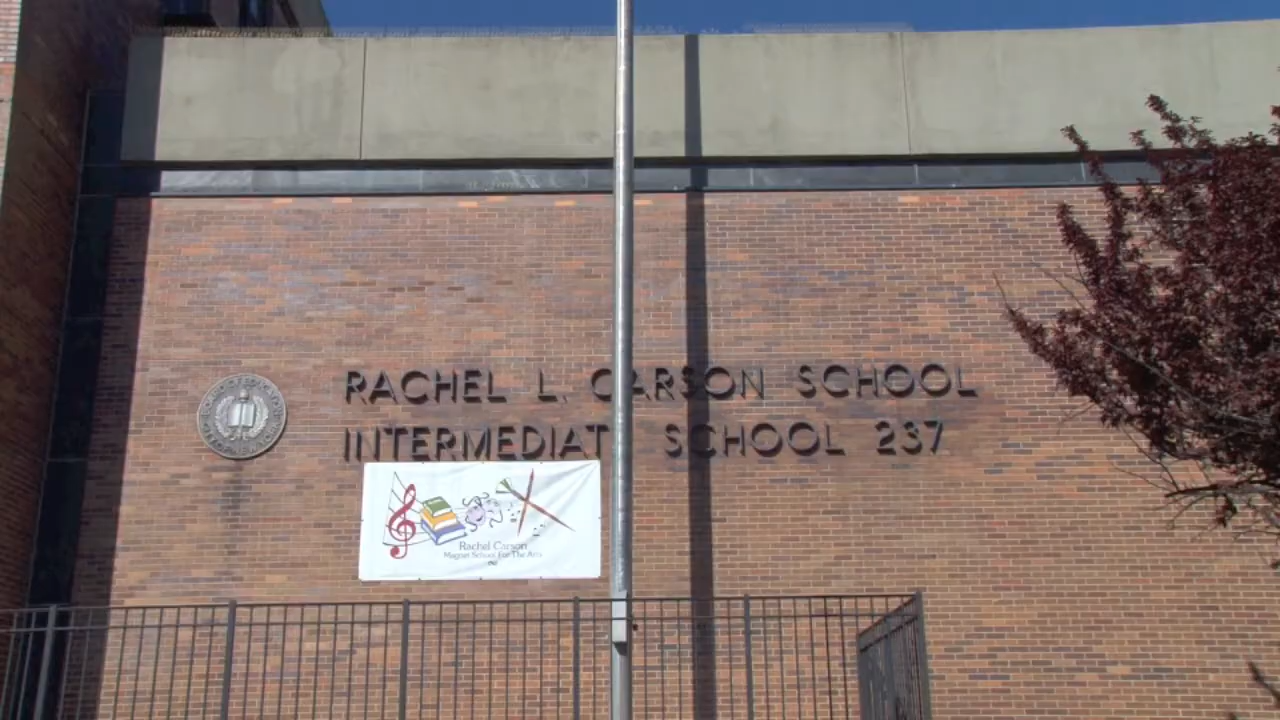 RACHEL L. CARSON SCHOOL
INTERMEDIAT SCHOOL 237
Rachel Carson
Magnet School For The Arts